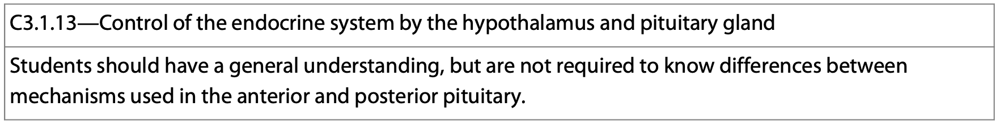 C3.1.13—Control of the endocrine system by the hypothalamus and pituitary gland
Students should have a general understanding, but are not required to know differences between
mechanisms used in the anterior and posterior pituitary.